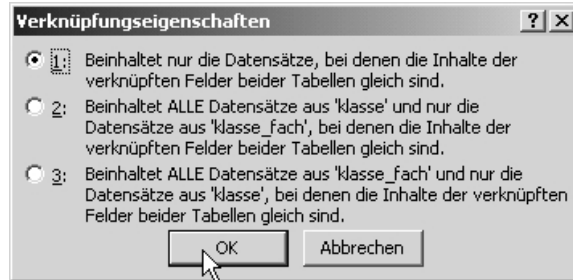 Verknüpfungseigenschaften ? ×
1: Beinhaltet nur die Datensätze, bei denen die Inhalte der
verknüpften Felder beider Tabellen gleich sind.
2: Beinhaltet ALLE Datensätze aus 'klasse' und nur die
Datensätze aus 'klasse_fach', bei denen die Inhalte der
verknüpften Felder beider Tabellen gleich sind.
3: Beinhaltet ALLE Datensätze aus 'klasse_fach' und nur die
Datensätze aus 'klasse', bei denen die Inhalte der verknüpften
Felder beider Tabellen gleich sind.
OK Abbrechen